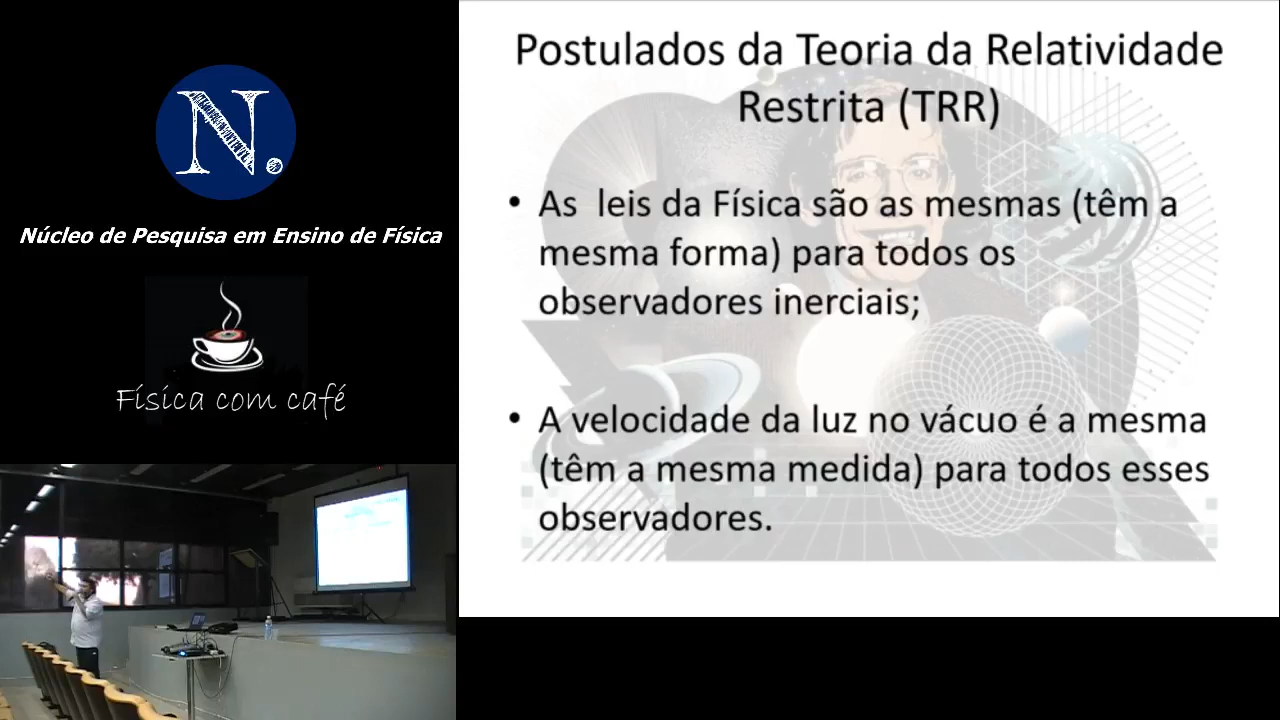 N.
Núcleo de Pesquisa em Ensino de Física
Física com café
Postulados da Teoria da Relatividade
Restrita (TRR)
• As leis da Física são as mesmas (têm a
mesma forma) para todos os
observadores inerciais;
• A velocidade da luz no vácuo é a mesma
(têm a mesma medida) para todos esses
observadores.